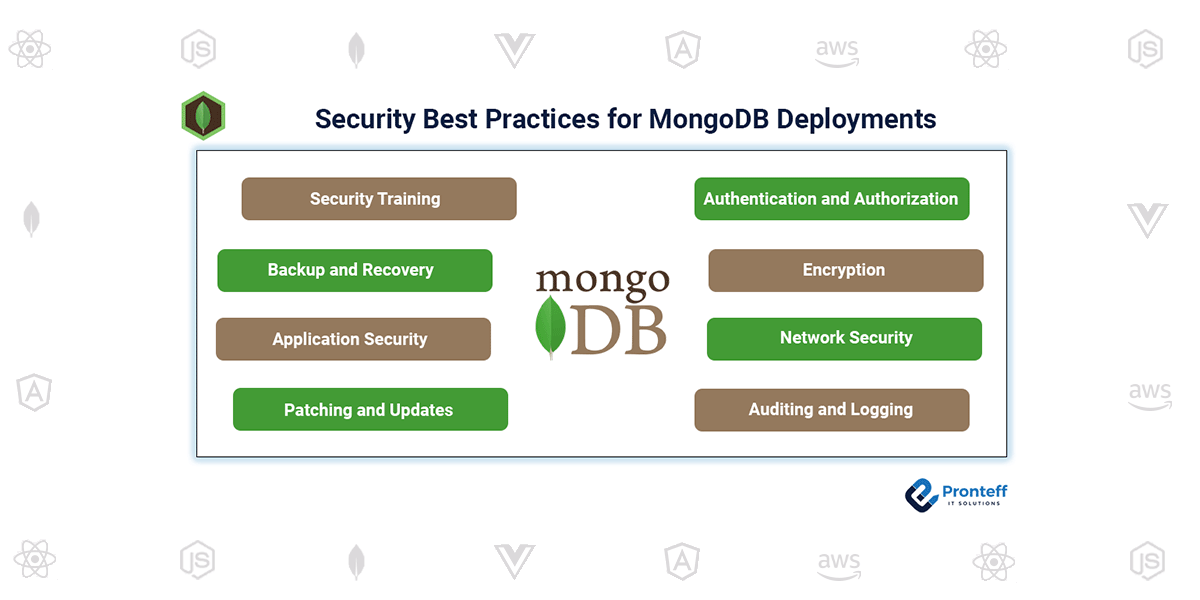 JS
aws
JS
Security Best Practices for MongoDB Deployments
Security Training
Authentication and Authorization
Backup and Recovery
Encryption
mongo
DB
Application Security
Network Security
Patching and Updates
Auditing and Logging
aws
Pronteff
IT SOLUTIONS
JS
aws
JS